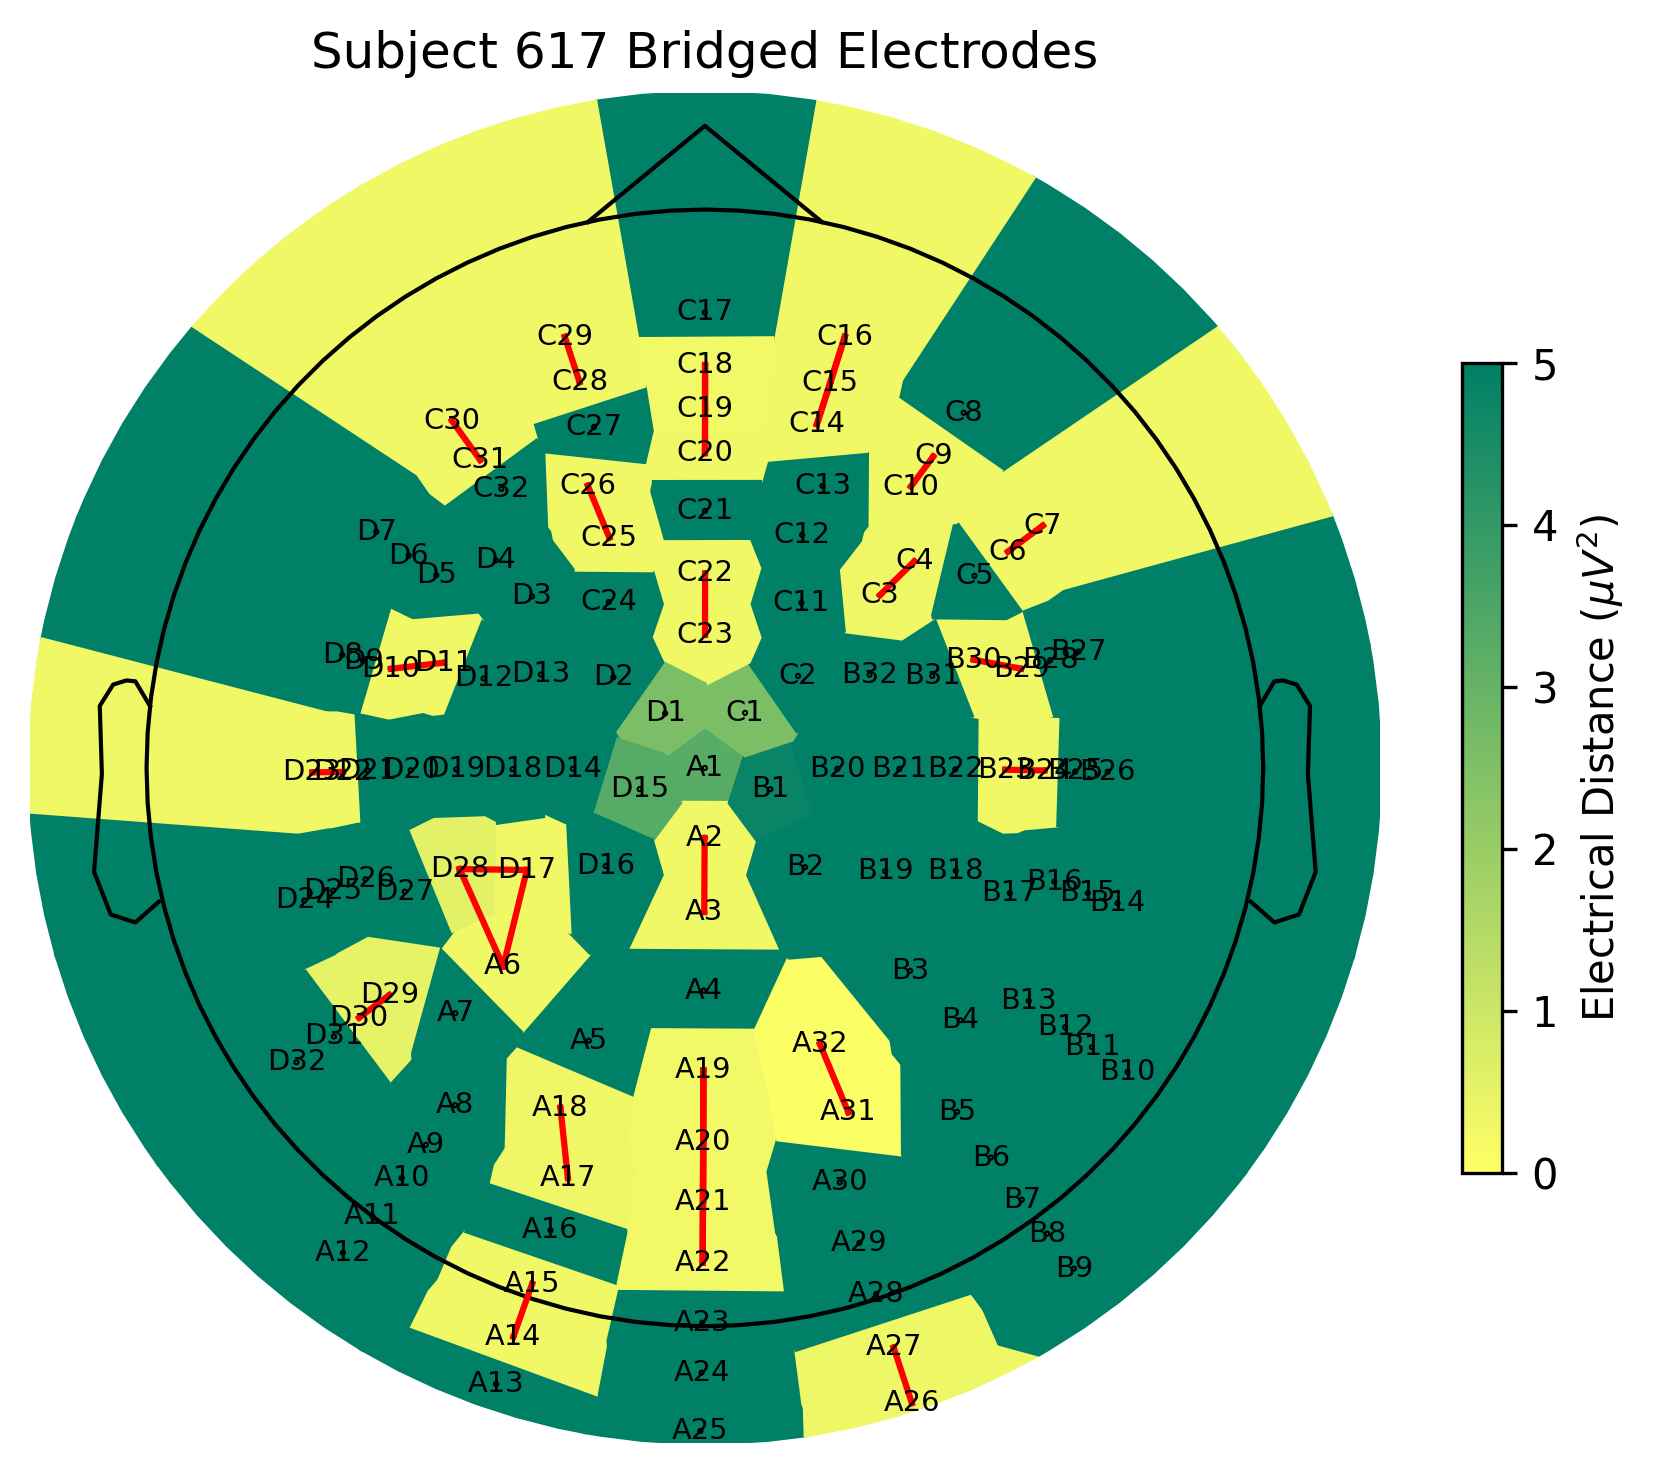 Subject 617 Bridged Electrodes
C17
C29 C16
C18
C28 C15
C19
C30 C27 C14 C8
C20
C31 C9
C32 C26 C13 C10
C21
D7 C25 C12 C7
D6 D4 C6
D5 C22 C4 C5
D3 C24 C11 C3
C23
D8 D9 D10 D11 B30 B29 B28 B27
D12 D13 D2 C2 B32 B31
D1 C1
D23 D22 D21 D20 D19 D18 D14 A1 B20 B21 B22 B23 B24 B25 B26
D15 B1
A2
D28 D17 D16 B2 B19 B18
D24 D25 D26 D27 B17 B16 B15 B14
A3
A6 B3
D29 A4 B13
D30 A7 B4
D31 A5 A32 B12
D32 A19 B11
B10
A8 A18 A31 B5
A9 A20 B6
A10 A17 A30
A11 A21 B7
A16
A12 A22 A29 B8
A15 A28 B9
A14 A23 A27
A13 A24
A26
A25
5
4
3
2
1
0
Electrical Distance (μV²)